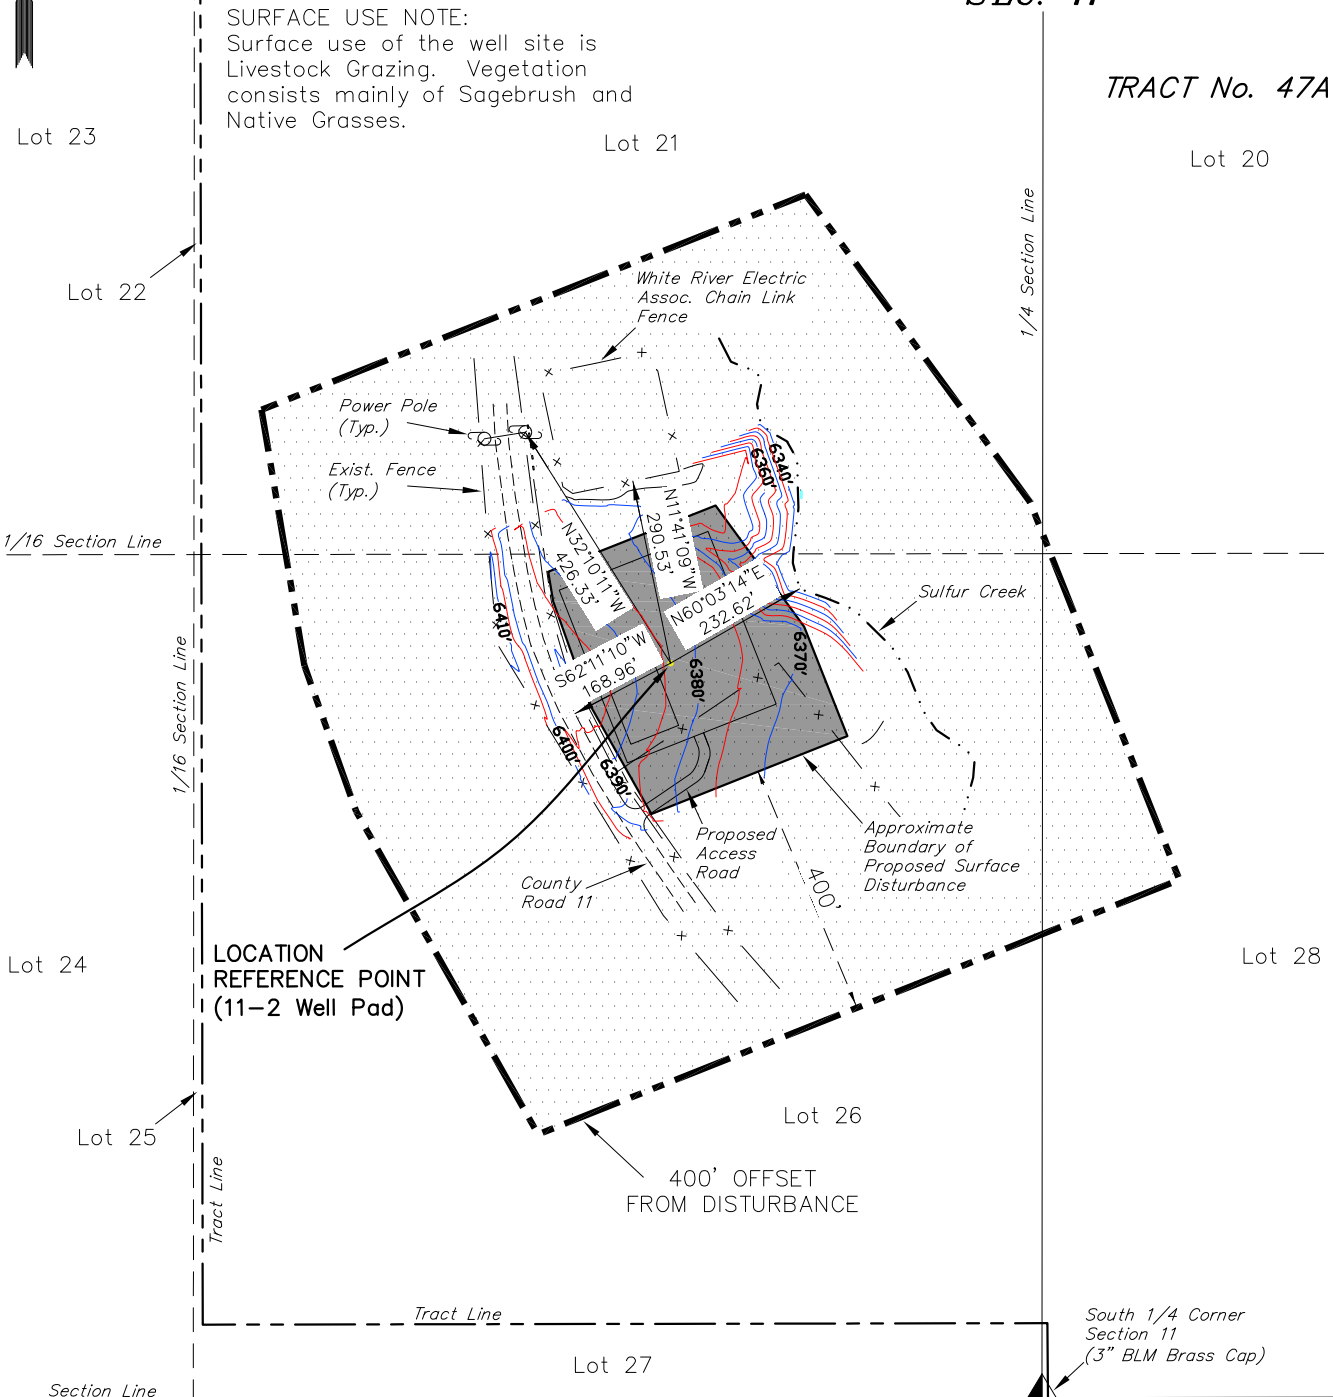 SEC. 11
SURFACE USE NOTE:
Surface use of the well site is
Livestock Grazing. Vegetation
consists mainly of Sagebrush and
Native Grasses.
TRACT No. 47A
Lot 23
Lot 21
Lot 20
1/4 Section Line
Lot 22
White River Electric
Assoc. Chain Link
Fence
Power Pole
(Typ.)
Exist. Fence
(Typ.)
6340'
6360'
1/16 Section Line
N32°10'11"W
426.33'
N11°41'09"W
290.53'
N60°03'14"E
232.62'
S62°11'10"W
168.96'
Sulfur Creek
6410'
6370'
6380'
6400'
6390'
1/16 Section Line
Proposed
Access
Road
Approximate
Boundary of
Proposed Surface
Disturbance
400'
County
Road 11
LOCATION
REFERENCE POINT
(11-2 Well Pad)
Lot 24
Lot 28
Lot 26
Lot 25
400' OFFSET
FROM DISTURBANCE
Tract Line
Tract Line
South 1/4 Corner
Section 11
(3" BLM Brass Cap)
Lot 27
Section Line